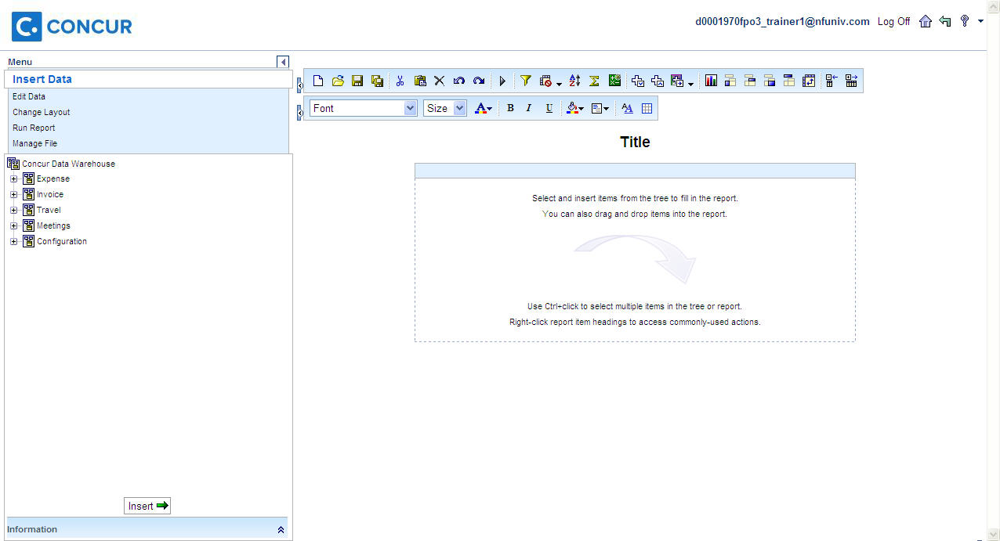 CONCUR
d0001970fpo3_trainer1@nfuniv.com Log Off
Menu
Insert Data
Edit Data
Change Layout
Run Report
Manage File
Concur Data Warehouse
Expense
Invoice
Travel
Meetings
Configuration
Insert
Information
Font Size A B I U AA
Title
Select and insert items from the tree to fill in the report.
You can also drag and drop items into the report.
Use Ctrl+click to select multiple items in the tree or report.
Right-click report item headings to access commonly-used actions.